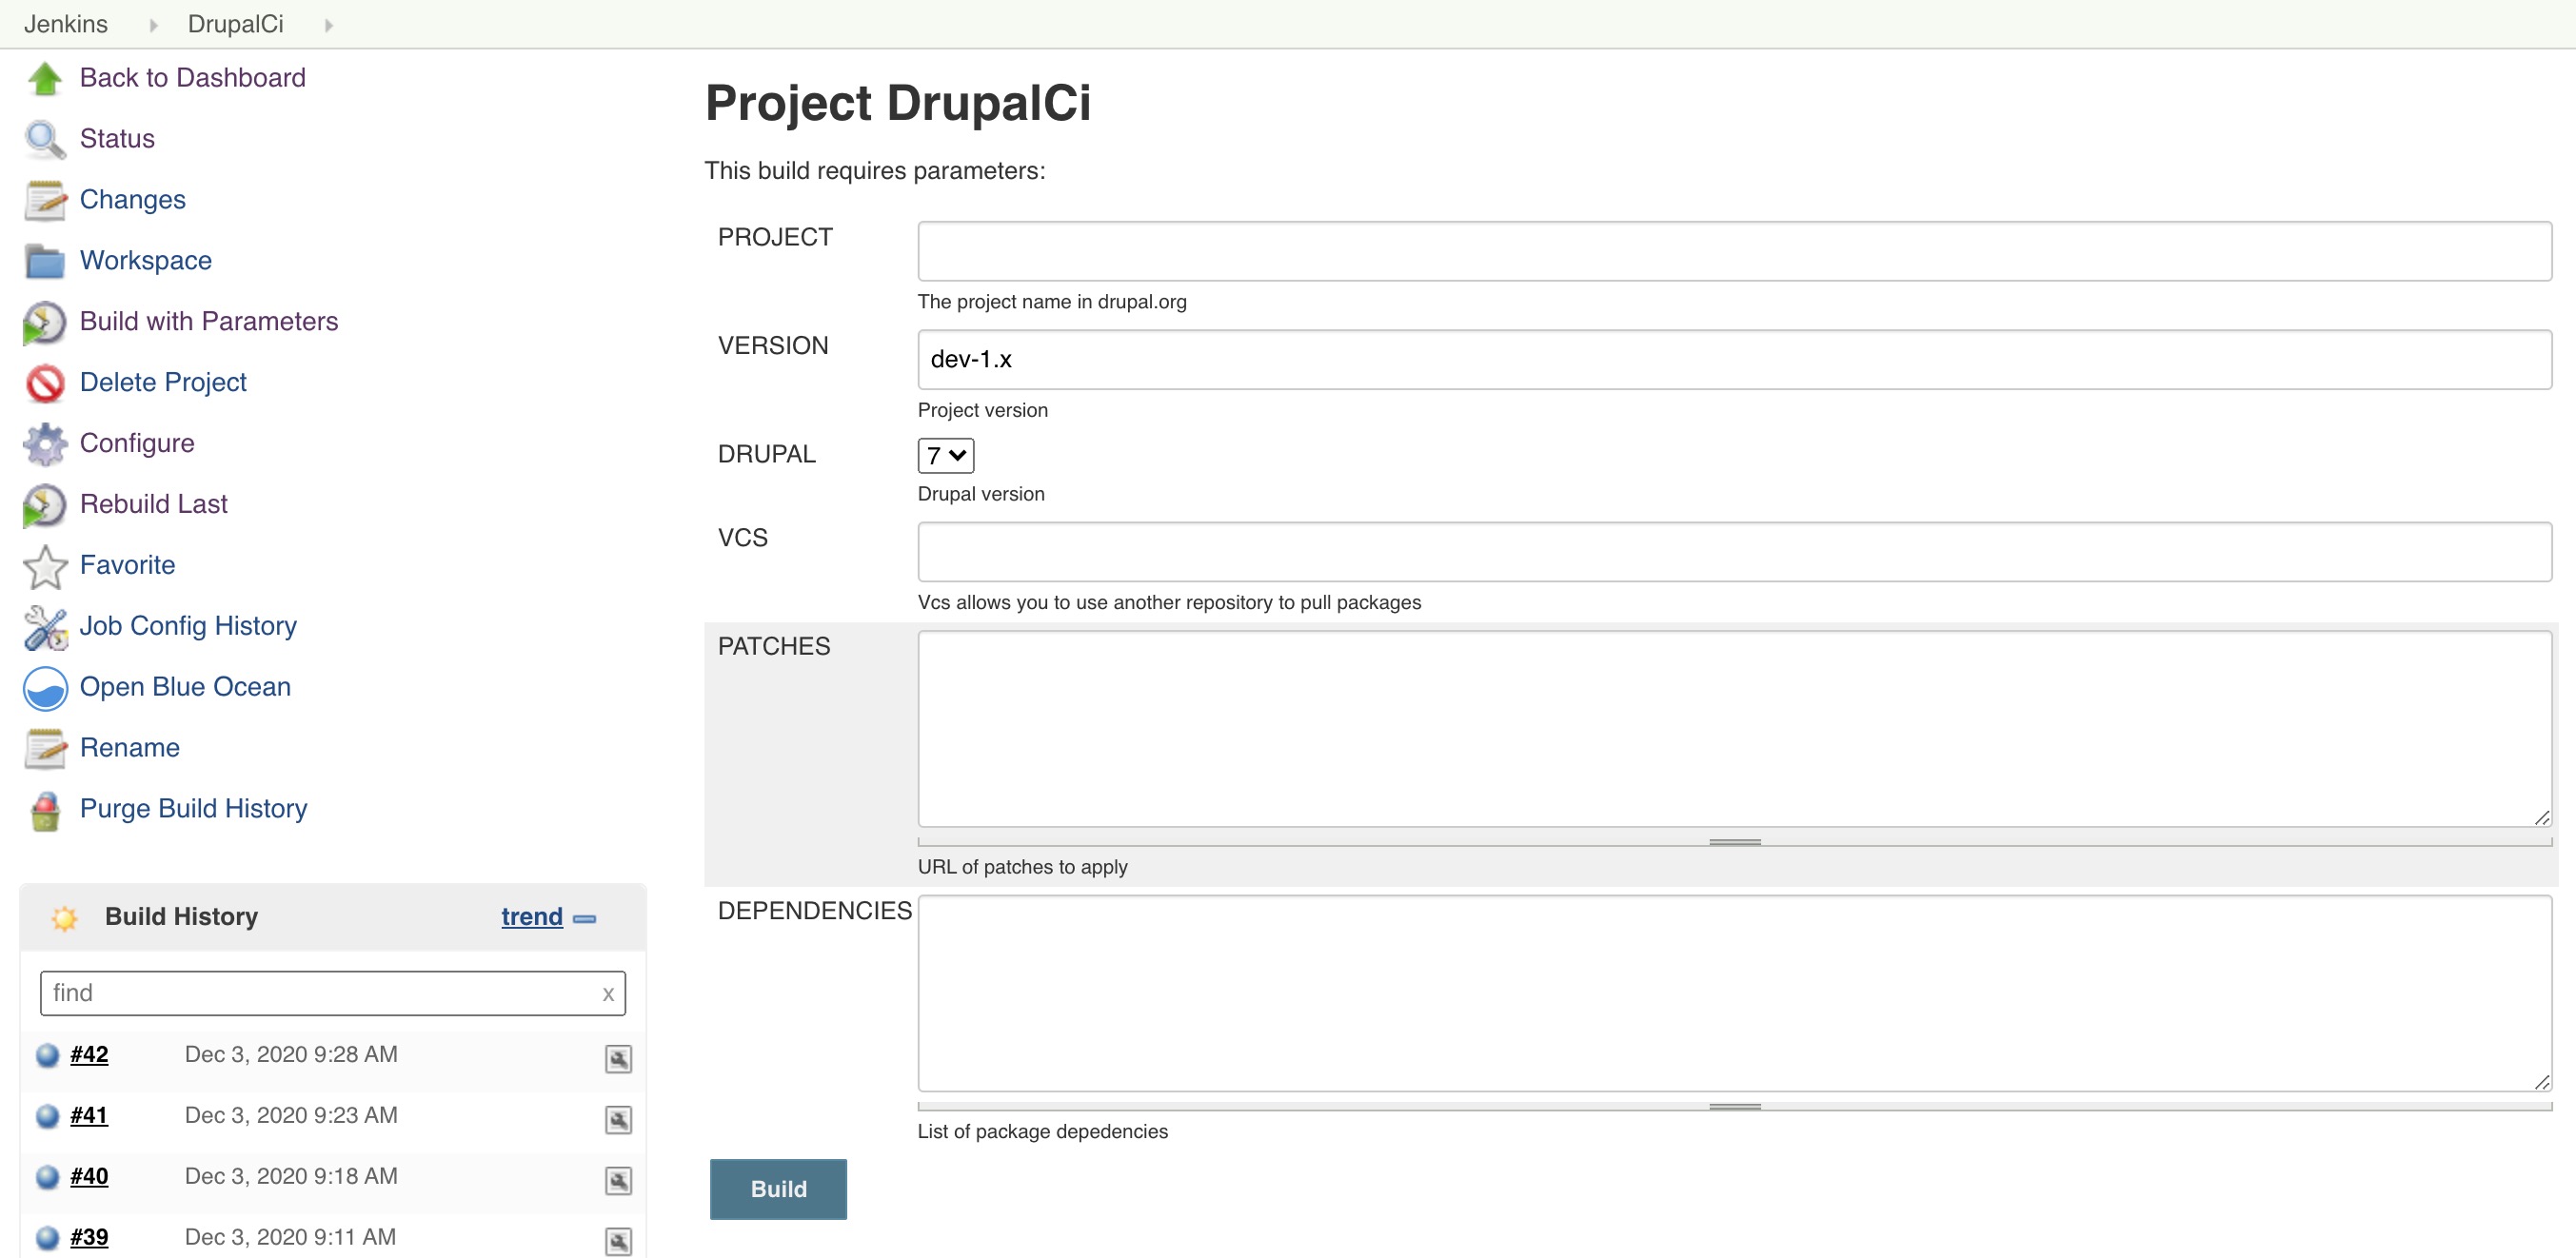 Jenkins DrupalCi
Back to Dashboard
Status
Changes
Workspace
Build with Parameters
Delete Project
Configure
Rebuild Last
Favorite
Job Config History
Open Blue Ocean
Rename
Purge Build History
Build History trend
find x
#42 Dec 3, 2020 9:28 AM
#41 Dec 3, 2020 9:23 AM
#40 Dec 3, 2020 9:18 AM
#39 Dec 3, 2020 9:11 AM
Project DrupalCi
This build requires parameters:
PROJECT
The project name in drupal.org
VERSION dev-1.x
Project version
DRUPAL 7
Drupal version
VCS
Vcs allows you to use another repository to pull packages
PATCHES
URL of patches to apply
DEPENDENCIES
List of package depedencies
Build